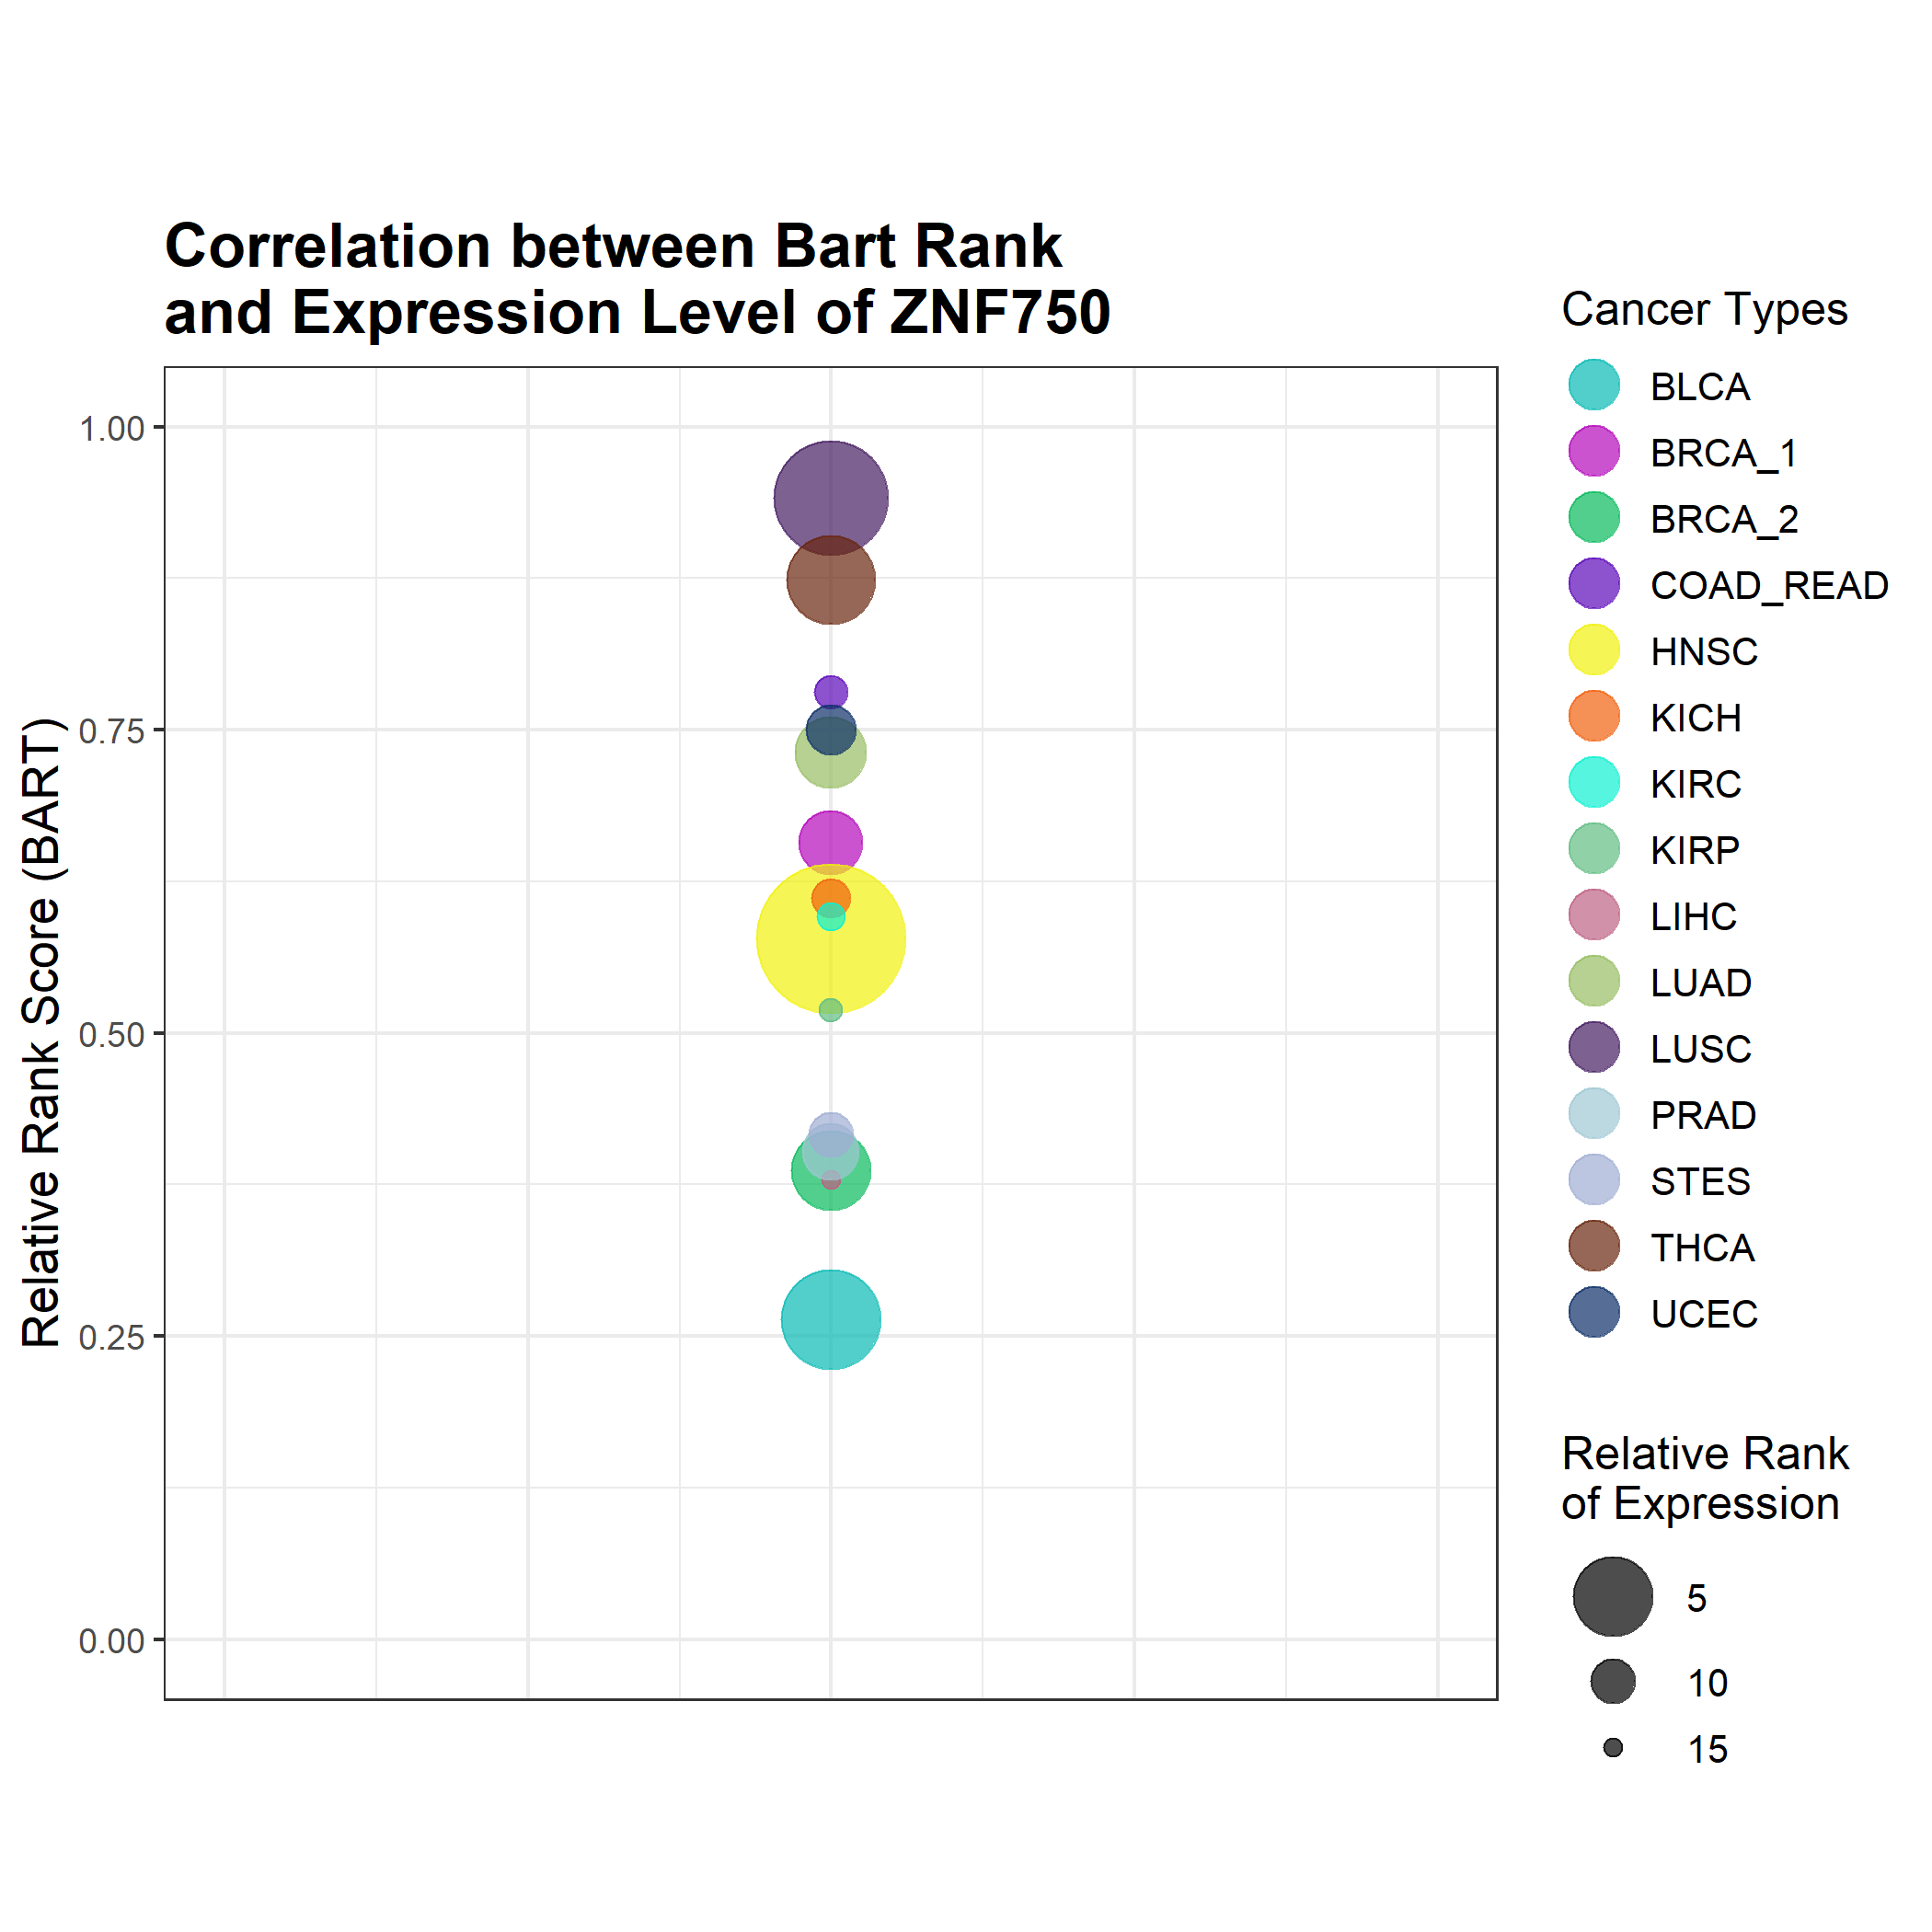 Correlation between Bart Rank
and Expression Level of ZNF750
Relative Rank Score (BART)
1.00
0.75
0.50
0.25
0.00
Cancer Types
BLCA
BRCA_1
BRCA_2
COAD_READ
HNSC
KICH
KIRC
KIRP
LIHC
LUAD
LUSC
PRAD
STES
THCA
UCEC
Relative Rank
of Expression
5
10
15